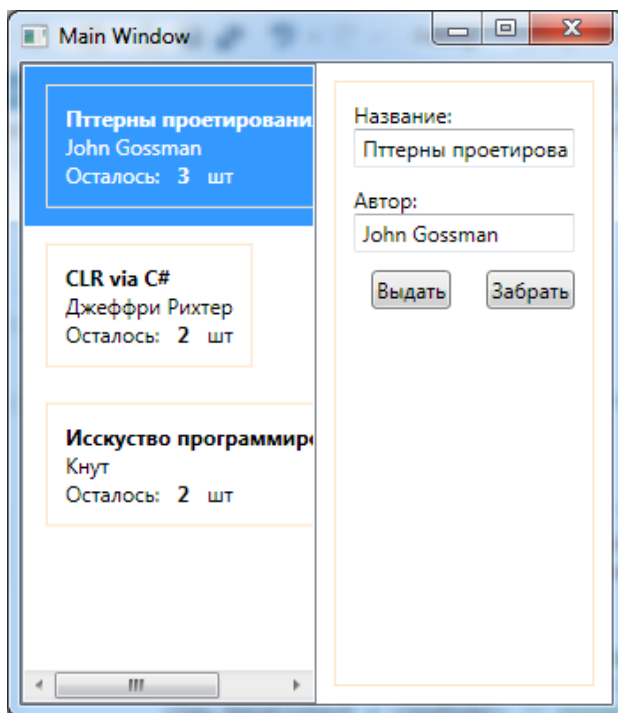 Main Window
Пттерны проетировани
John Gossman
Осталось: 3 шт
CLR via C#
Джеффри Рихтер
Осталось: 2 шт
Исскуство программир
Кнут
Осталось: 2 шт
Название:
Пттерны проетирова
Автор:
John Gossman
Выдать Забрать